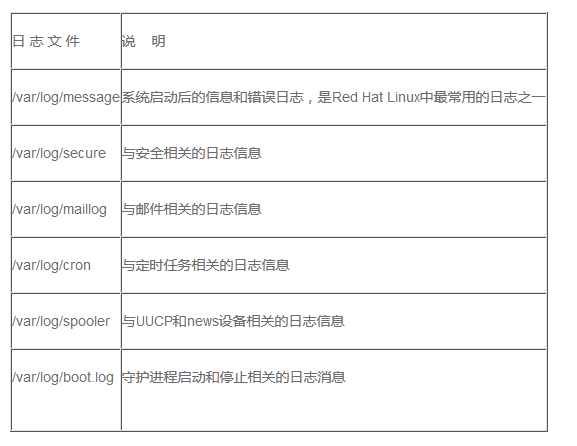 日 志 文 件 说 明
/var/log/message 系统启动后的信息和错误日志，是Red Hat Linux中最常用的日志之一
/var/log/secure 与安全相关的日志信息
/var/log/maillog 与邮件相关的日志信息
/var/log/cron 与定时任务相关的日志信息
/var/log/spooler 与UUCP和news设备相关的日志信息
/var/log/boot.log 守护进程启动和停止相关的日志消息